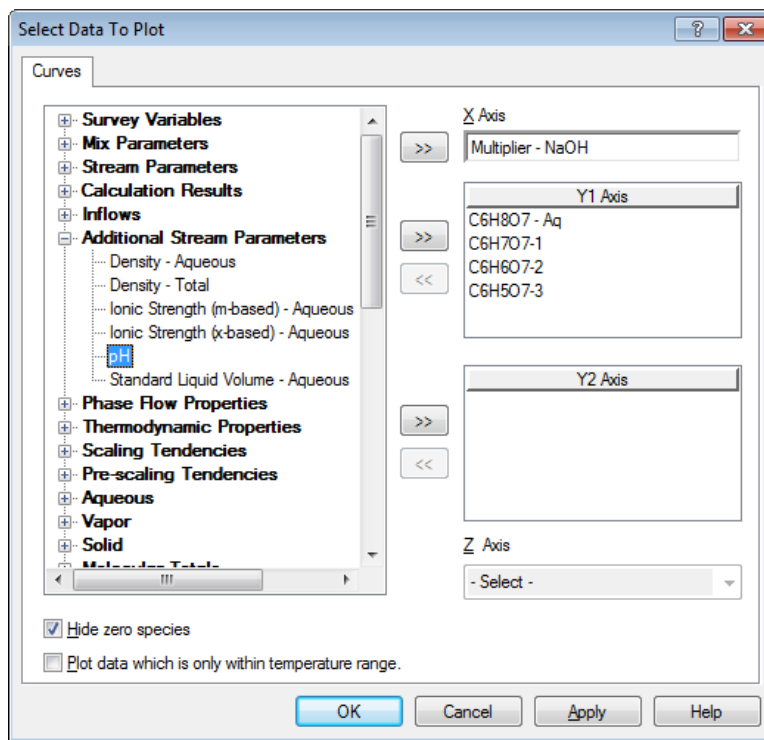 Select Data To Plot
?
Curves
Survey Variables
Mix Parameters
Stream Parameters
Calculation Results
Inflows
Additional Stream Parameters
Density - Aqueous
Density - Total
Ionic Strength (m-based) - Aqueous
Ionic Strength (x-based) - Aqueous
pH
Standard Liquid Volume - Aqueous
Phase Flow Properties
Thermodynamic Properties
Scaling Tendencies
Pre-scaling Tendencies
Aqueous
Vapor
Solid
Molecular Totals
>>
X Axis
Multiplier - NaOH
>>
<<
Y1 Axis
C6H8O7 - Aq
C6H7O7-1
C6H6O7-2
C6H5O7-3
>>
<<
Y2 Axis
Z Axis
- Select -
Hide zero species
Plot data which is only within temperature range.
OK
Cancel
Apply
Help